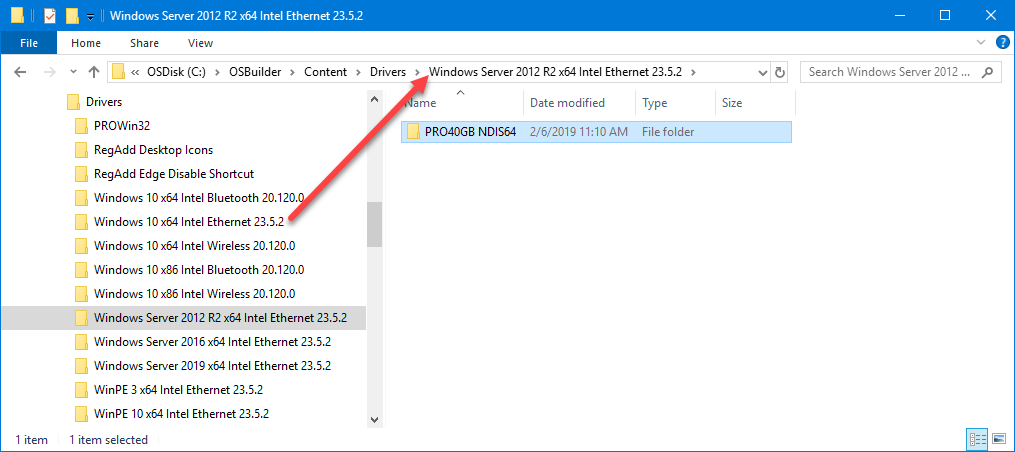 Windows Server 2012 R2 x64 Intel Ethernet 23.5.2
File Home Share View
OSDisk (C:) OSBuilder Content Drivers Windows Server 2012 R2 x64 Intel Ethernet 23.5.2 Search Windows Server 2012 ...
Drivers
PROWin32
RegAdd Desktop Icons
RegAdd Edge Disable Shortcut
Windows 10 x64 Intel Bluetooth 20.120.0
Windows 10 x64 Intel Ethernet 23.5.2
Windows 10 x64 Intel Wireless 20.120.0
Windows 10 x86 Intel Bluetooth 20.120.0
Windows 10 x86 Intel Wireless 20.120.0
Windows Server 2012 R2 x64 Intel Ethernet 23.5.2
Windows Server 2016 x64 Intel Ethernet 23.5.2
Windows Server 2019 x64 Intel Ethernet 23.5.2
WinPE 3 x64 Intel Ethernet 23.5.2
WinPE 10 x64 Intel Ethernet 23.5.2
Name Date modified Type Size
PRO40GB NDIS64 2/6/2019 11:10 AM File folder
1 item 1 item selected